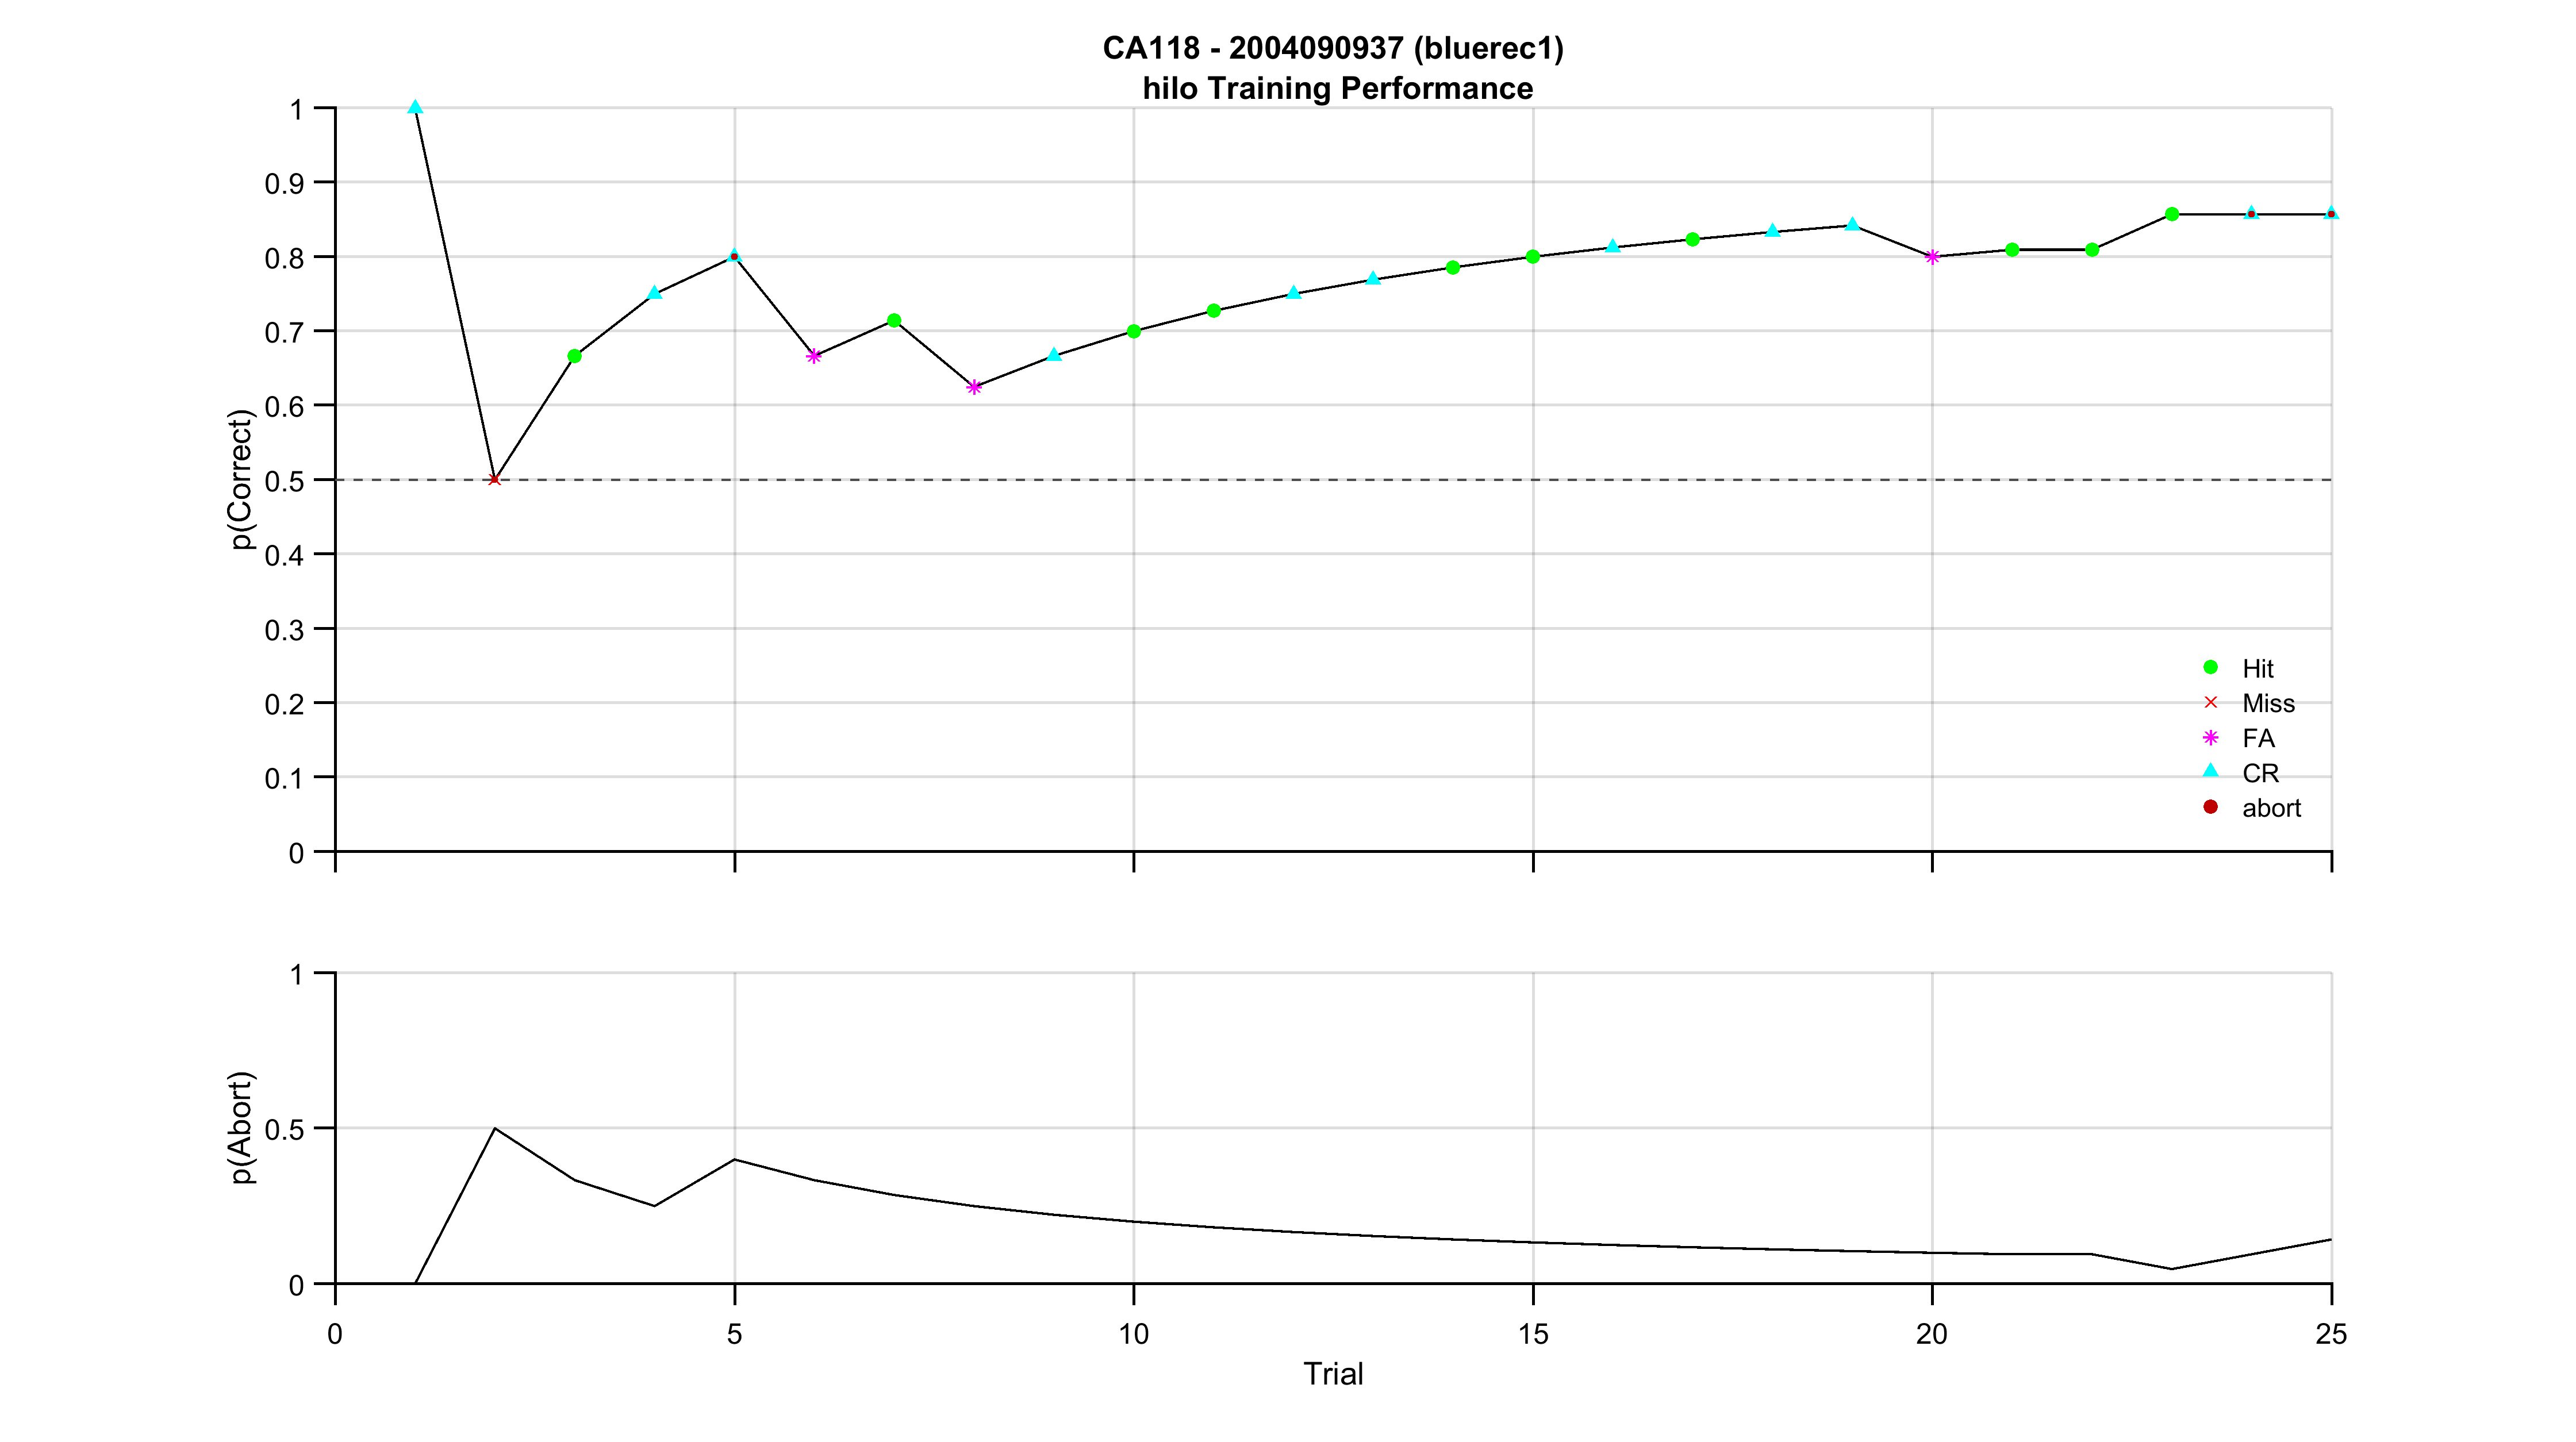 CA118 - 2004090937 (bluerec1)
hilo Training Performance
p(Correct)
1
0.9
0.8
0.7
0.6
0.5
0.4
0.3
0.2
0.1
0
Hit
Miss
FA
CR
abort
p(Abort)
1
0.5
0
0 5 10 15 20 25
Trial